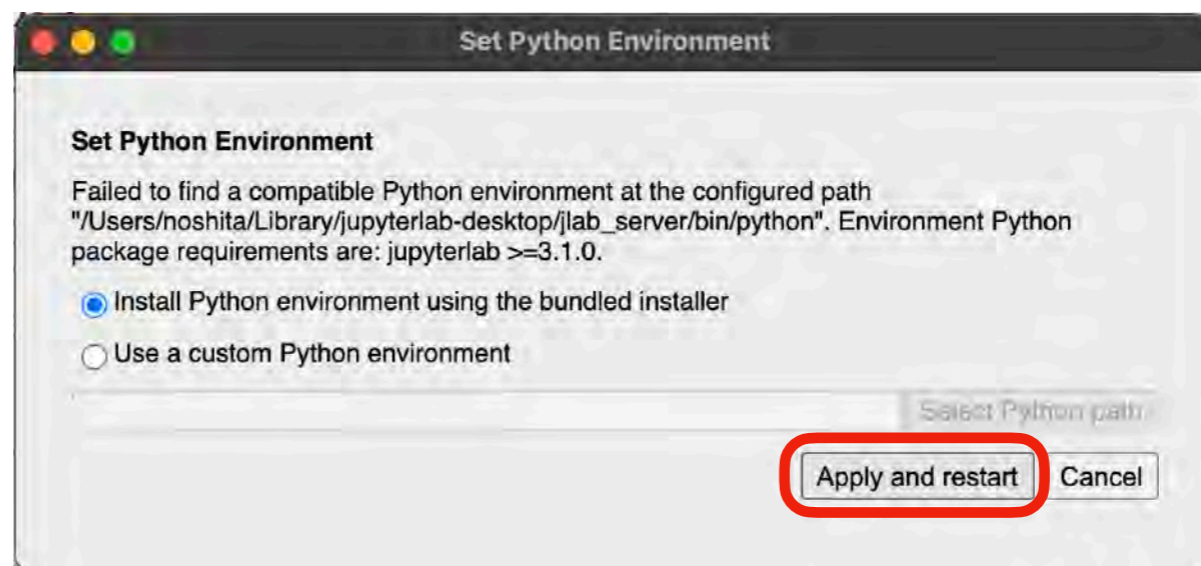 Set Python Environment
Set Python Environment
Failed to find a compatible Python environment at the configured path
"/Users/noshita/Library/jupyterlab-desktop/jlab_server/bin/python". Environment Python
package requirements are: jupyterlab >=3.1.0.
Install Python environment using the bundled installer
Use a custom Python environment
Select Python path
Apply and restart Cancel